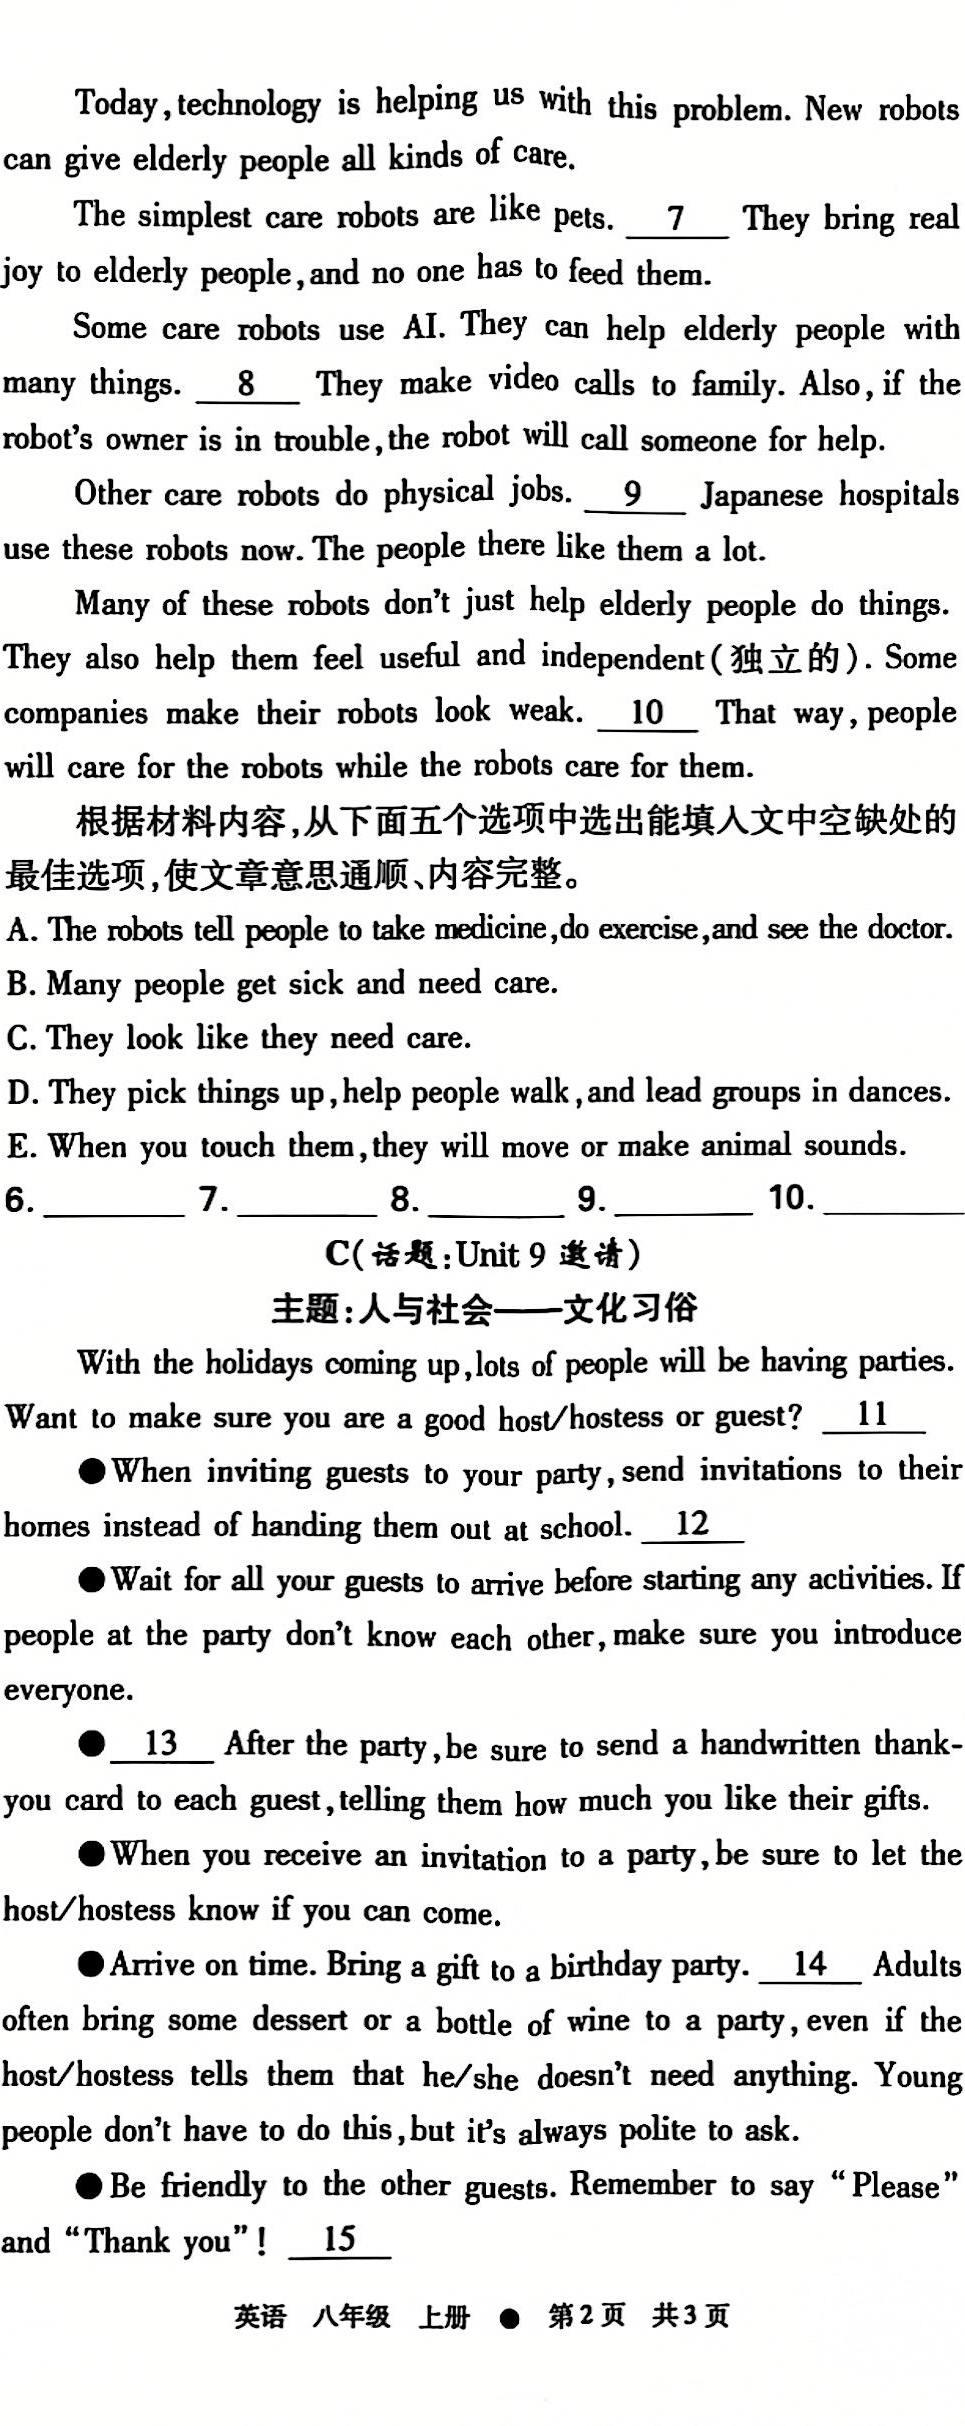 Today, technology is helping us with this problem. New robots
can give elderly people all kinds of care.
The simplest care robots are like pets. 7 They bring real
joy to elderly people, and no one has to feed them.
Some care robots use AI. They can help elderly people with
many things. 8 They make video calls to family. Also, if the
robot's owner is in trouble, the robot will call someone for help.
Other care robots do physical jobs. 9 Japanese hospitals
use these robots now. The people there like them a lot.
Many of these robots don't just help elderly people do things.
They also help them feel useful and independent(独立的). Some
companies make their robots look weak. 10 That way, people
will care for the robots while the robots care for them.
根据材料内容,从下面五个选项中选出能填入文中空缺处的
最佳选项,使文章意思通顺、内容完整。
A. The robots tell people to take medicine, do exercise, and see the doctor.
B. Many people get sick and need care.
C. They look like they need care.
D. They pick things up, help people walk, and lead groups in dances.
E. When you touch them, they will move or make animal sounds.
6. ______ 7. ______ 8. ______ 9. ______ 10. ______
C(话题:Unit 9 邀请)
主题:人与社会——文化习俗
With the holidays coming up, lots of people will be having parties.
Want to make sure you are a good host/hostess or guest? 11
●When inviting guests to your party, send invitations to their
homes instead of handing them out at school. 12
●Wait for all your guests to arrive before starting any activities. If
people at the party don't know each other, make sure you introduce
everyone.
● 13 After the party, be sure to send a handwritten thank-
you card to each guest, telling them how much you like their gifts.
●When you receive an invitation to a party, be sure to let the
host/hostess know if you can come.
●Arrive on time. Bring a gift to a birthday party. 14 Adults
often bring some dessert or a bottle of wine to a party, even if the
host/hostess tells them that he/she doesn't need anything. Young
people don't have to do this, but it's always polite to ask.
●Be friendly to the other guests. Remember to say "Please"
and "Thank you"! 15
英语 八年级 上册 ● 第2页 共3页